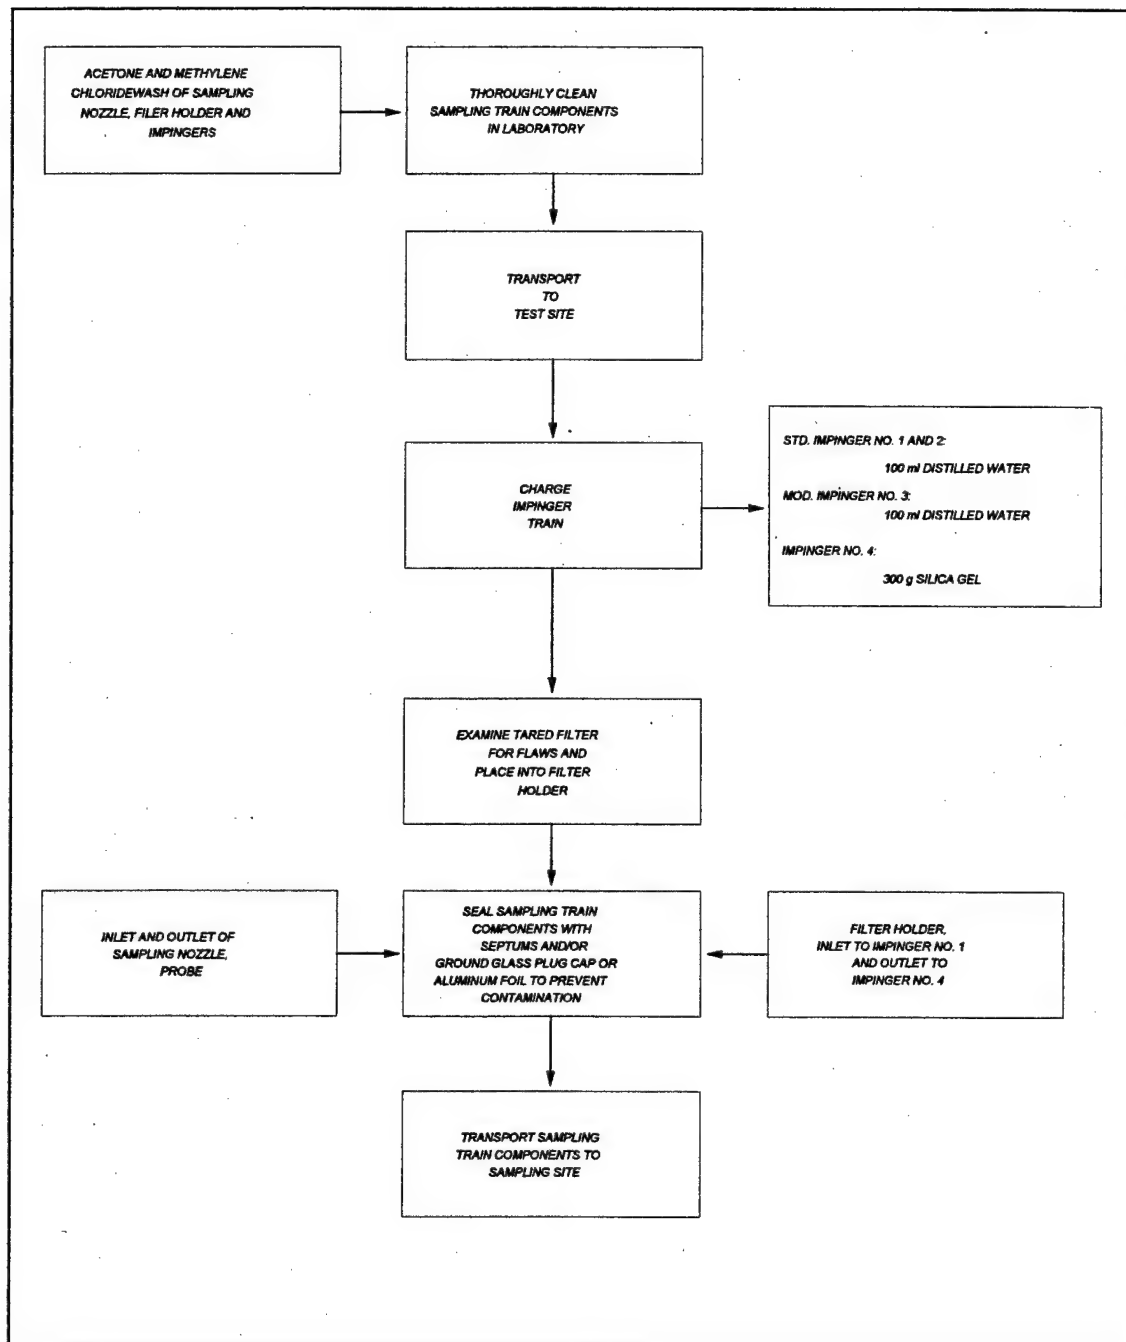 ACETONE AND METHYLENE
CHLORIDEWASH OF SAMPLING
NOZZLE, FILER HOLDER AND
IMPINGERS
THOROUGHLY CLEAN
SAMPLING TRAIN COMPONENTS
IN LABORATORY
TRANSPORT
TO
TEST SITE
CHARGE
IMPINGER
TRAIN
STD. IMPINGER NO. 1 AND 2:
100 ml DISTILLED WATER
MOD. IMPINGER NO. 3:
100 ml DISTILLED WATER
IMPINGER NO. 4:
300 g SILICA GEL
EXAMINE TARED FILTER
FOR FLAWS AND
PLACE INTO FILTER
HOLDER
INLET AND OUTLET OF
SAMPLING NOZZLE,
PROBE
SEAL SAMPLING TRAIN
COMPONENTS WITH
SEPTUMS AND/OR
GROUND GLASS PLUG CAP OR
ALUMINUM FOIL TO PREVENT
CONTAMINATION
FILTER HOLDER,
INLET TO IMPINGER NO. 1
AND OUTLET TO
IMPINGER NO. 4
TRANSPORT SAMPLING
TRAIN COMPONENTS TO
SAMPLING SITE